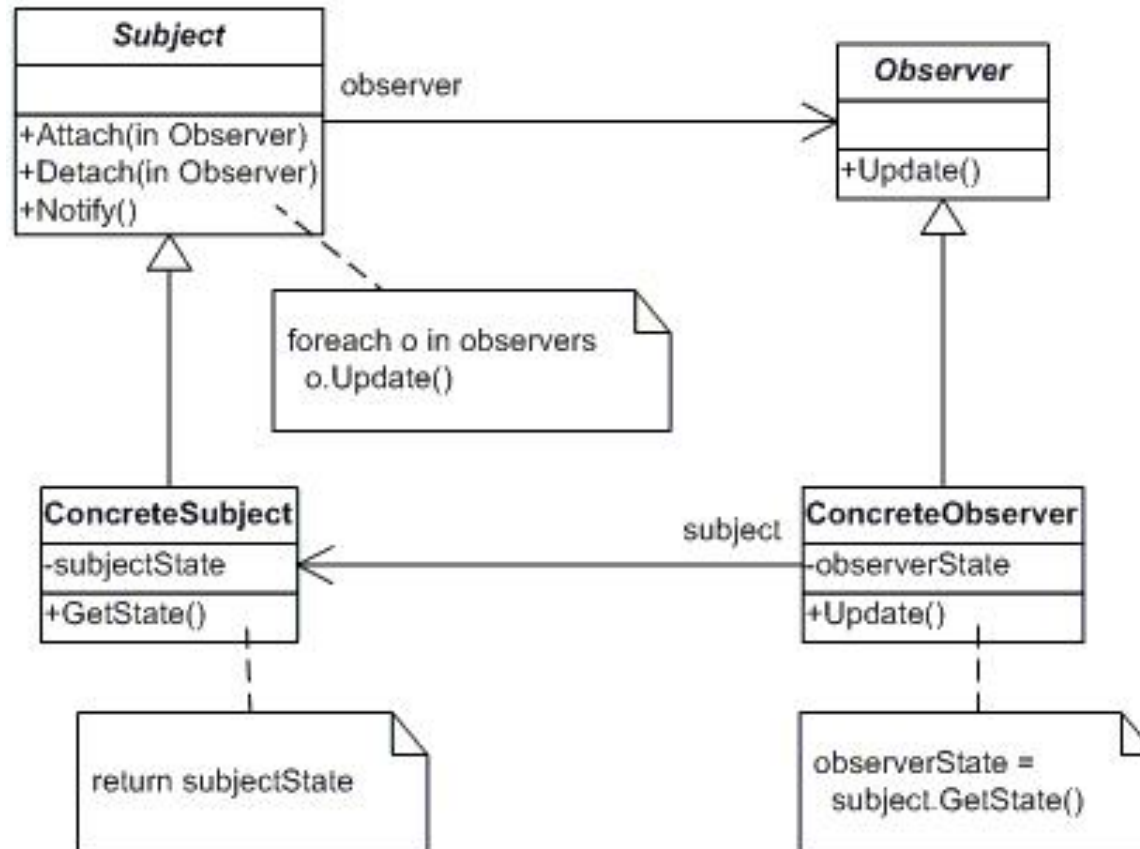 Subject
observer
Observer
+Attach(in Observer)
+Detach(in Observer)
+Notify()
+Update()
foreach o in observers
o.Update()
ConcreteSubject
-subjectState
+GetState()
subject
ConcreteObserver
-observerState
+Update()
return subjectState
observerState =
subject.GetState()